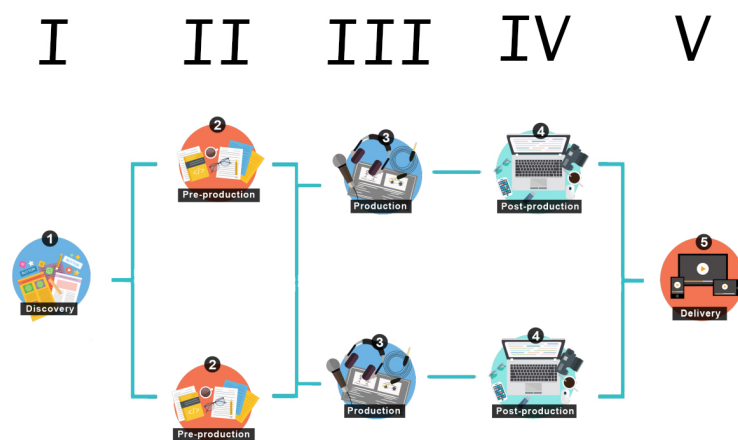 I II III IV V
2 3 4
Pre-production Production Post-production
1 5
Discovery Delivery
2 3 4
Pre-production Production Post-production